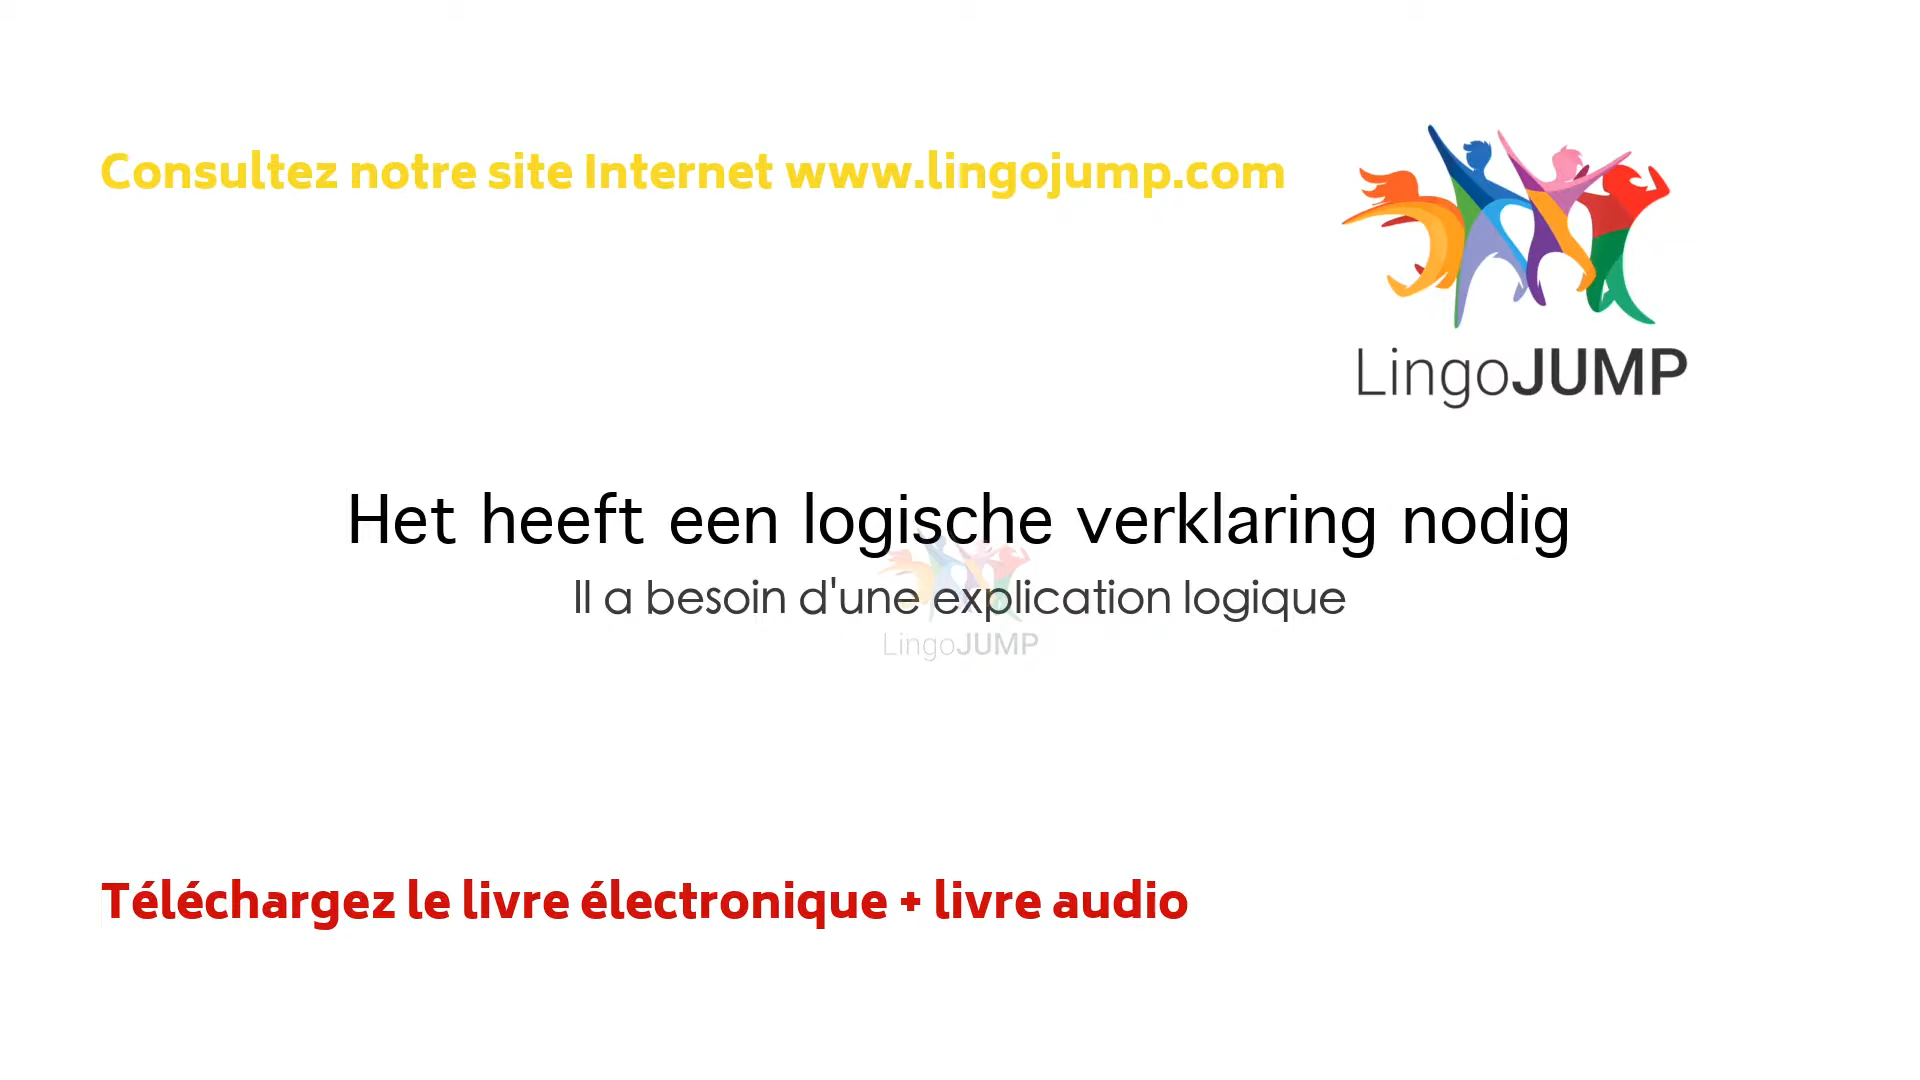 Consultez notre site Internet www.lingojump.com
LingoJUMP
Het heeft een logische verklaring nodig
Il a besoin d'une explication logique
LingoJUMP
Téléchargez le livre électronique + livre audio